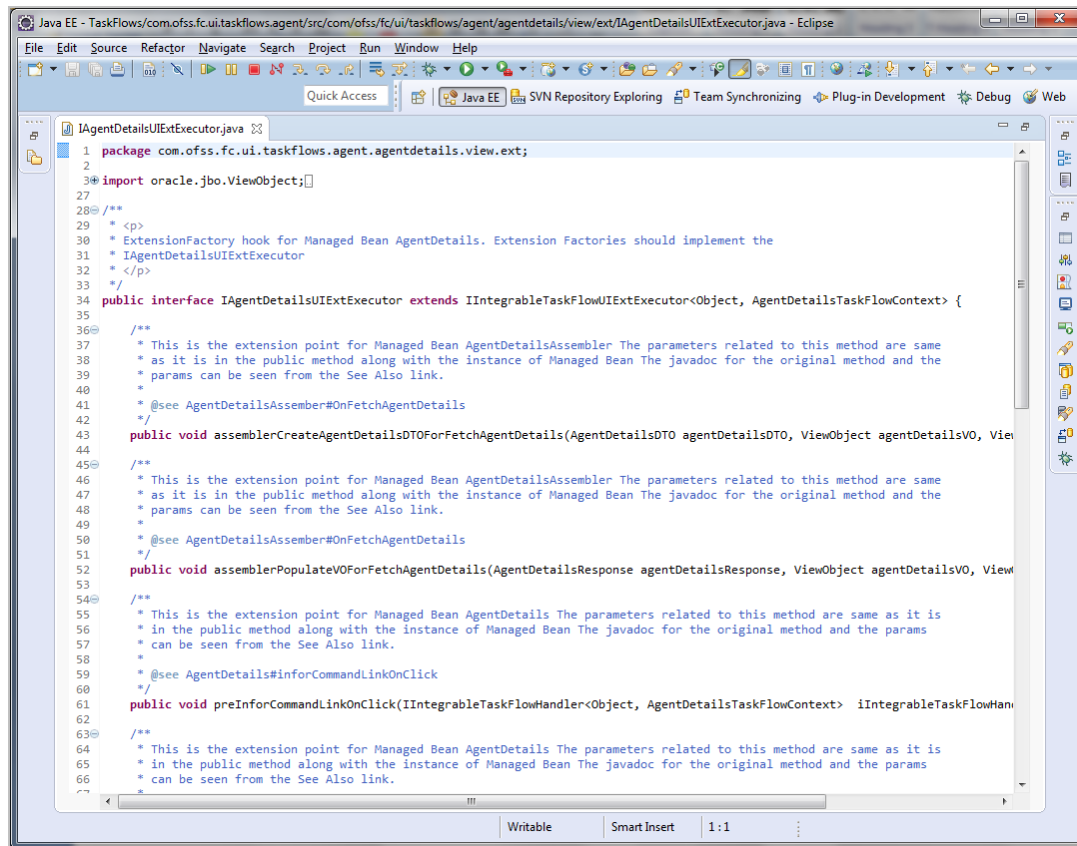 Java EE - TaskFlows/com.ofss.fc.ui.taskflows.agent/src/com/ofss/fc/ui/taskflows/agent/agentdetails/view/ext/IAgentDetailsUIExtExecutor.java - Eclipse
File Edit Source Refactor Navigate Search Project Run Window Help
Quick Access Java EE SVN Repository Exploring Team Synchronizing Plug-in Development Debug Web
IAgentDetailsUIExtExecutor.java
1 package com.ofss.fc.ui.taskflows.agent.agentdetails.view.ext;
2
3 import oracle.jbo.ViewObject;
27
28 /**
29 * <p>
30 * ExtensionFactory hook for Managed Bean AgentDetails. Extension Factories should implement the
31 * IAgentDetailsUIExtExecutor
32 * </p>
33 */
34 public interface IAgentDetailsUIExtExecutor extends IIntegrableTaskFlowUIExtExecutor<Object, AgentDetailsTaskFlowContext> {
35
36 /**
37 * This is the extension point for Managed Bean AgentDetailsAssembler The parameters related to this method are same
38 * as it is in the public method along with the instance of Managed Bean The javadoc for the original method and the
39 * params can be seen from the See Also link.
40 *
41 * @see AgentDetailsAssember#OnFetchAgentDetails
42 */
43 public void assemblerCreateAgentDetailsDTOForFetchAgentDetails(AgentDetailsDTO agentDetailsDTO, ViewObject agentDetailsVO, View
44
45 /**
46 * This is the extension point for Managed Bean AgentDetailsAssembler The parameters related to this method are same
47 * as it is in the public method along with the instance of Managed Bean The javadoc for the original method and the
48 * params can be seen from the See Also link.
49 *
50 * @see AgentDetailsAssember#OnFetchAgentDetails
51 */
52 public void assemblerPopulateVOForFetchAgentDetails(AgentDetailsResponse agentDetailsResponse, ViewObject agentDetailsVO, View
53
54 /**
55 * This is the extension point for Managed Bean AgentDetails The parameters related to this method are same as it is
56 * in the public method along with the instance of Managed Bean The javadoc for the original method and the params
57 * can be seen from the See Also link.
58 *
59 * @see AgentDetails#inforCommandLinkOnClick
60 */
61 public void preInforCommandLinkOnClick(IIntegrableTaskFlowHandler<Object, AgentDetailsTaskFlowContext> iIntegrableTaskFlowHan
62
63 /**
64 * This is the extension point for Managed Bean AgentDetails The parameters related to this method are same as it is
65 * in the public method along with the instance of Managed Bean The javadoc for the original method and the params
66 * can be seen from the See Also link.
Writable Smart Insert 1 : 1